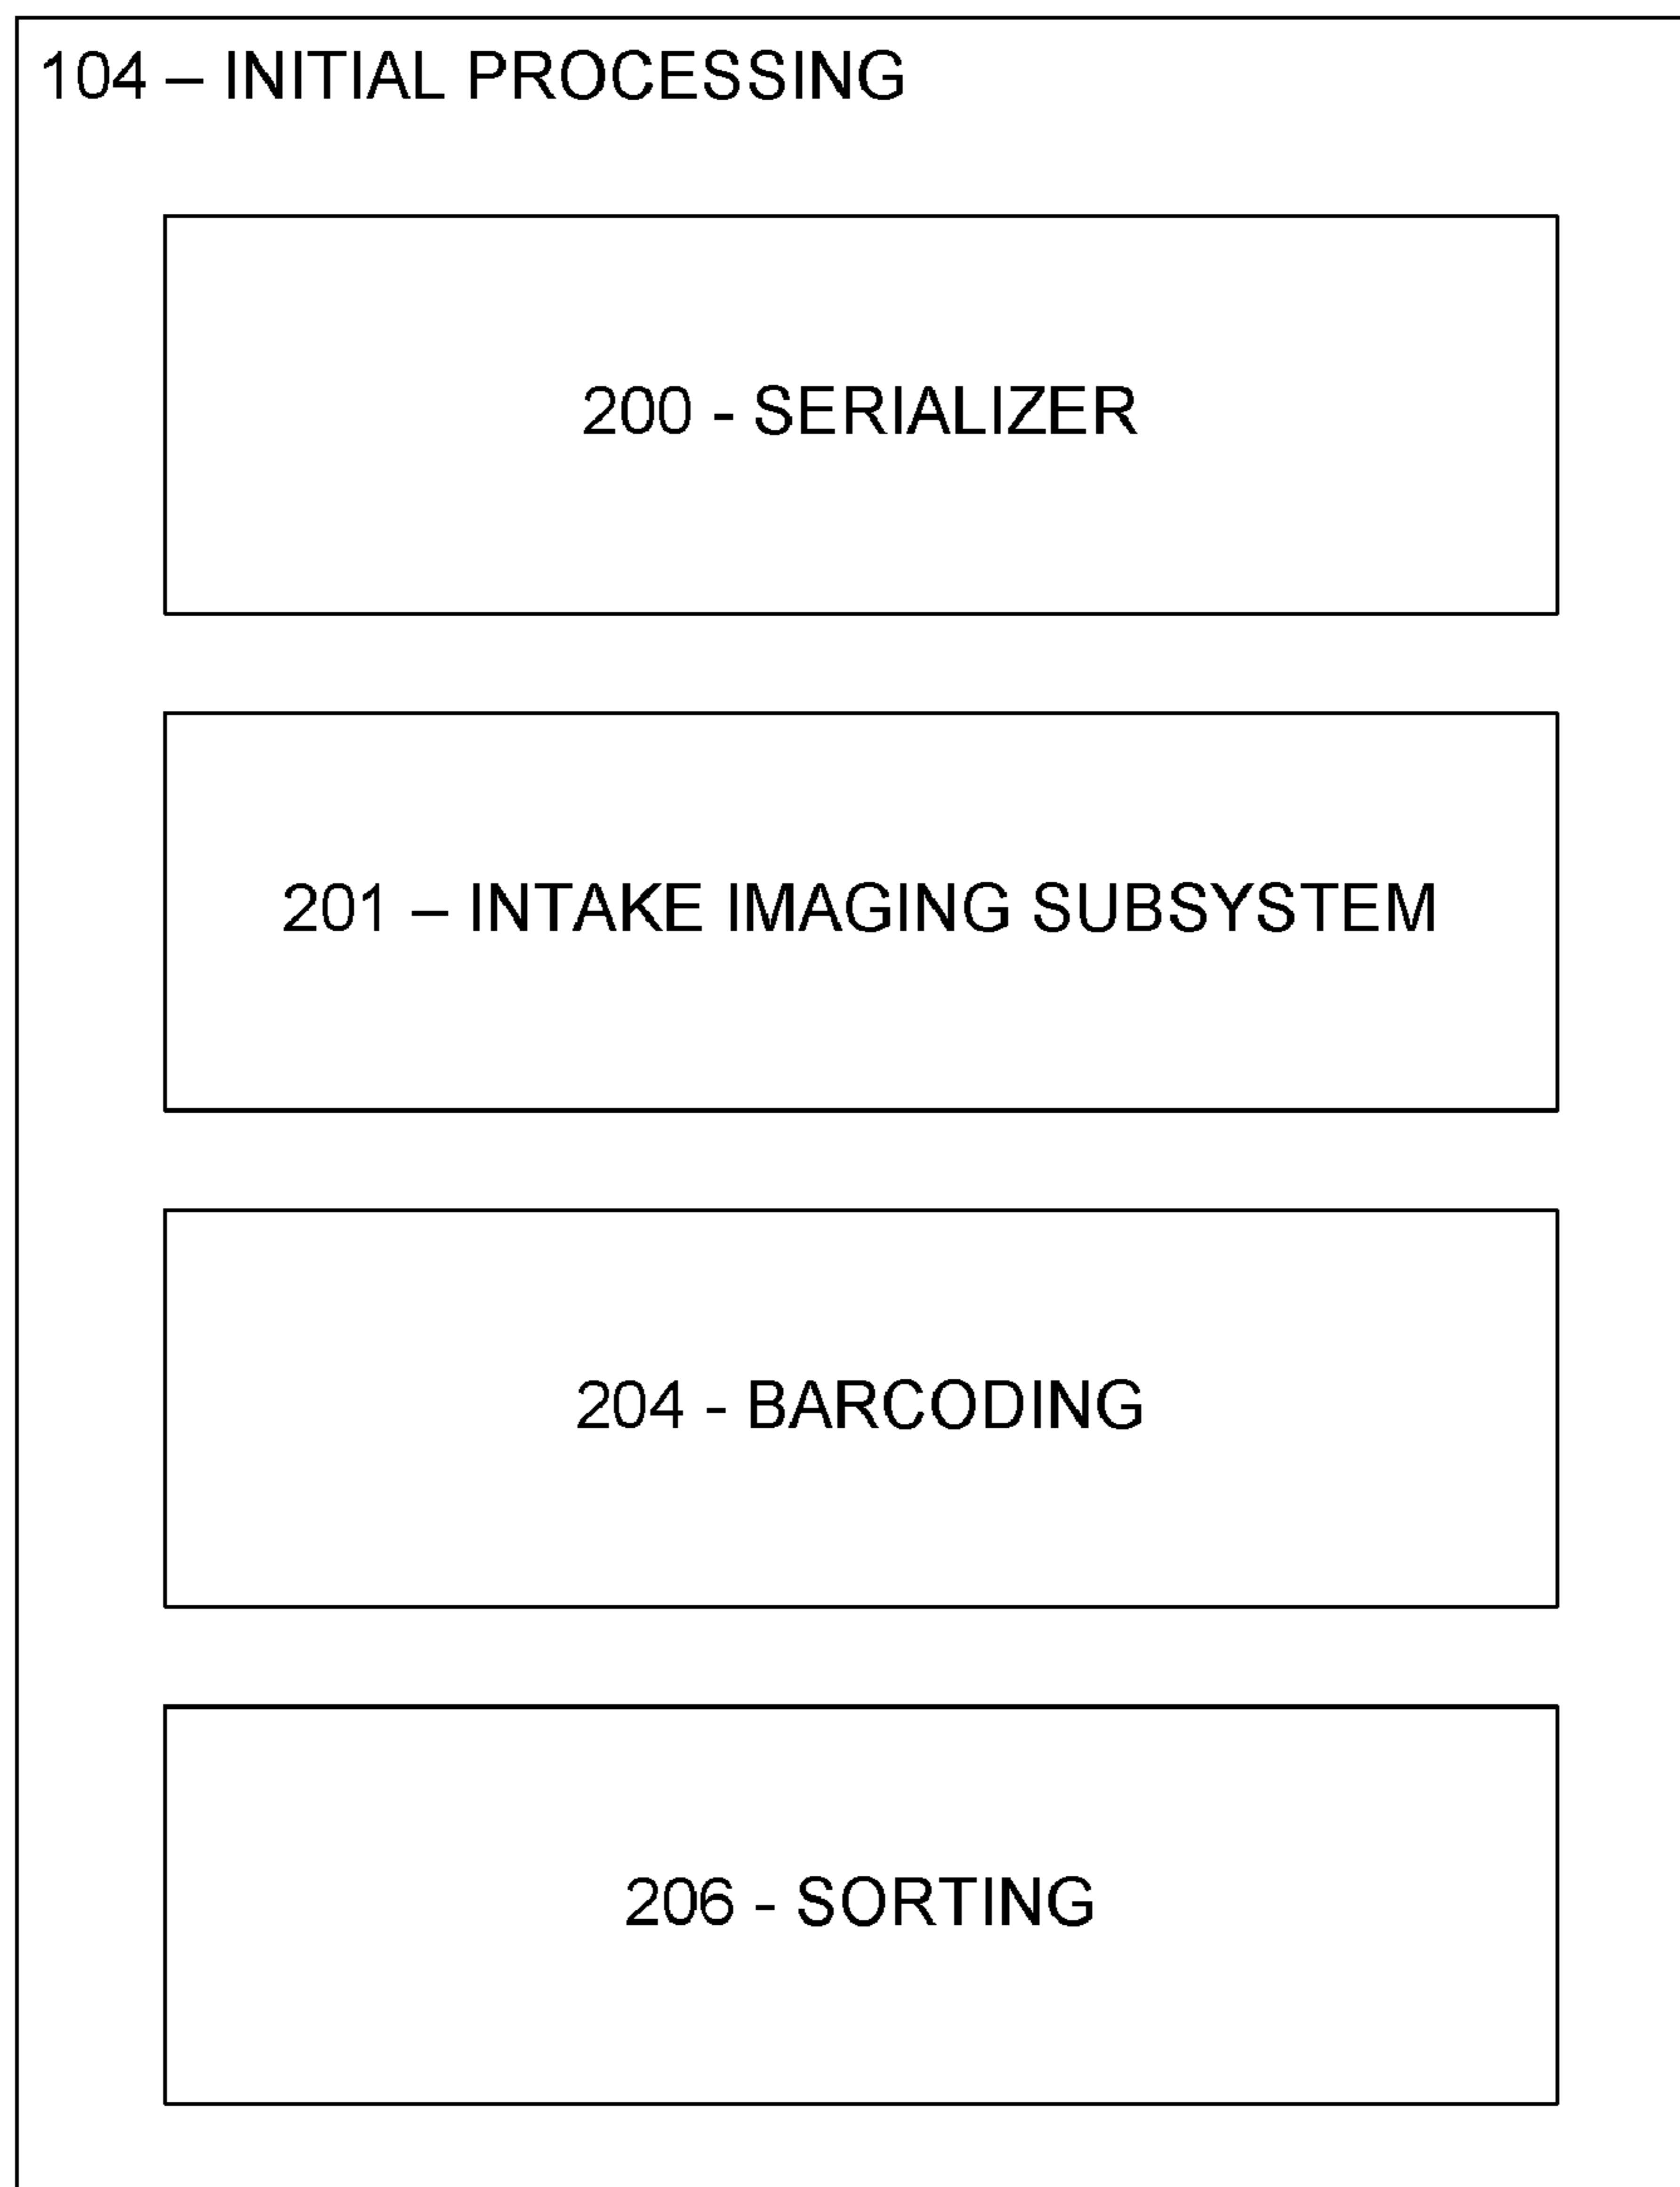 104 – INITIAL PROCESSING
200 - SERIALIZER
201 – INTAKE IMAGING SUBSYSTEM
204 - BARCODING
206 - SORTING